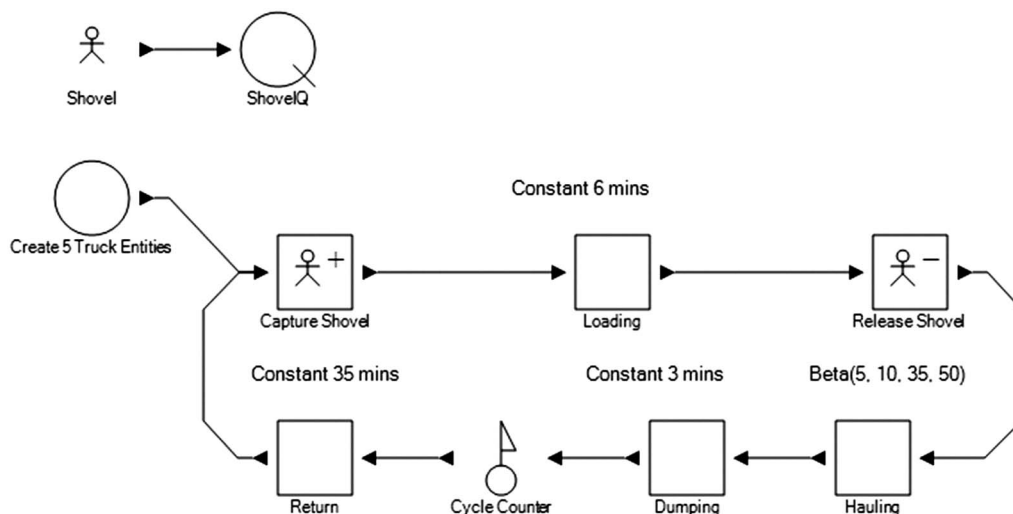 Shovel
ShovelQ
Constant 6 mins
Create 5 Truck Entities
Capture Shovel
Loading
Release Shovel
Constant 35 mins
Constant 3 mins
Beta(5, 10, 35, 50)
Return
Cycle Counter
Dumping
Hauling